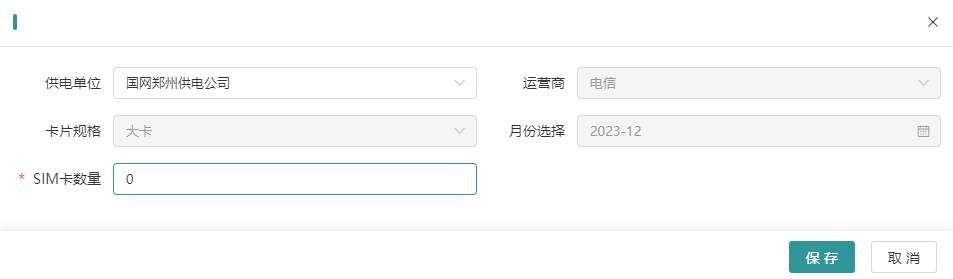 供电单位 国网郑州供电公司 运营商 电信
卡片规格 大卡 月份选择 2023-12
* SIM卡数量 0
保存 取消